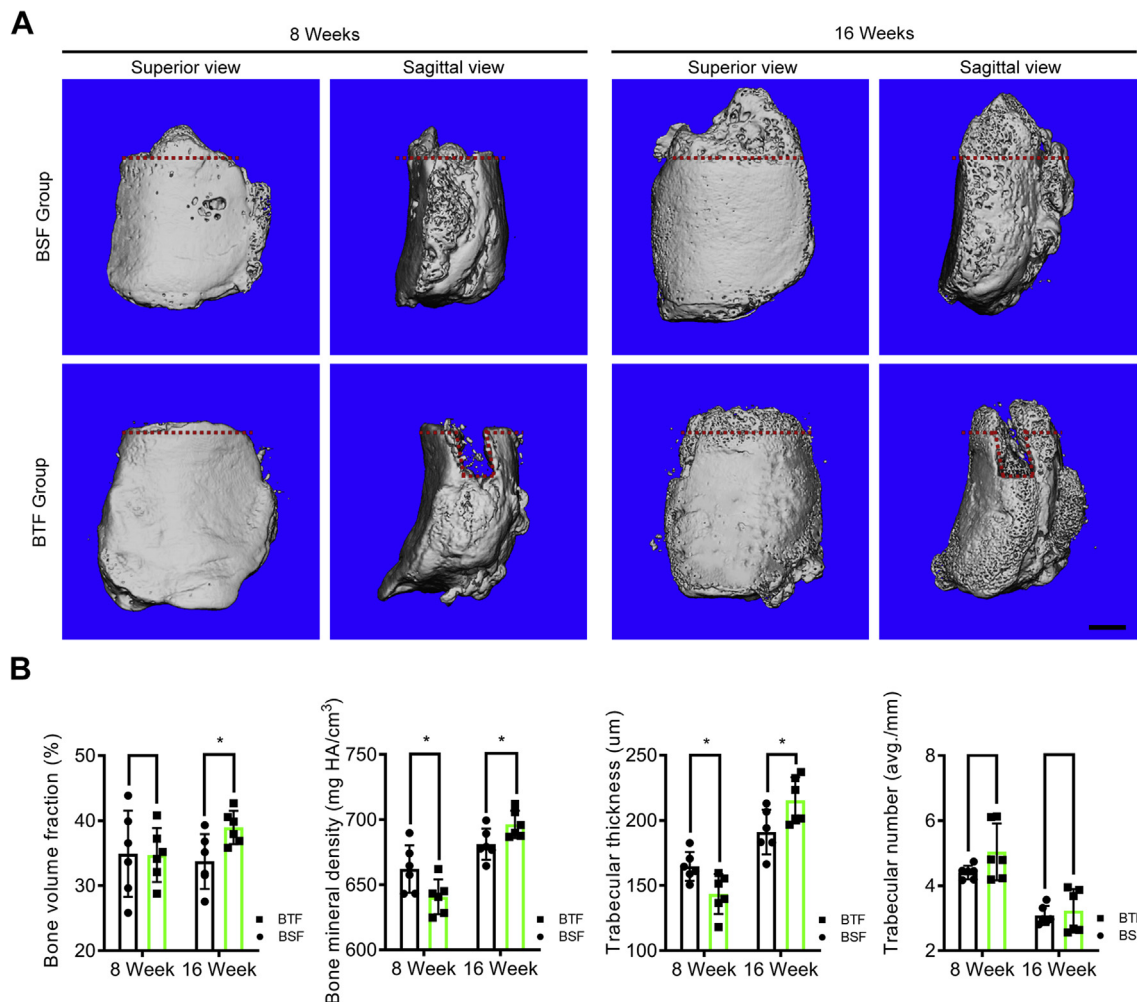 A
8 Weeks
16 Weeks
Superior view
Sagittal view
Superior view
Sagittal view
BSF Group
BTF Group
B
Bone volume fraction (%)
50
40
30
20
8 Week
16 Week
BTF
BSF
*
Bone mineral density (mg HA/cm³)
750
700
650
600
8 Week
16 Week
BTF
BSF
*
*
Trabecular thickness (um)
250
200
150
100
8 Week
16 Week
BTF
BSF
*
*
Trabecular number (avg./mm)
8
6
4
2
8 Week
16 Week